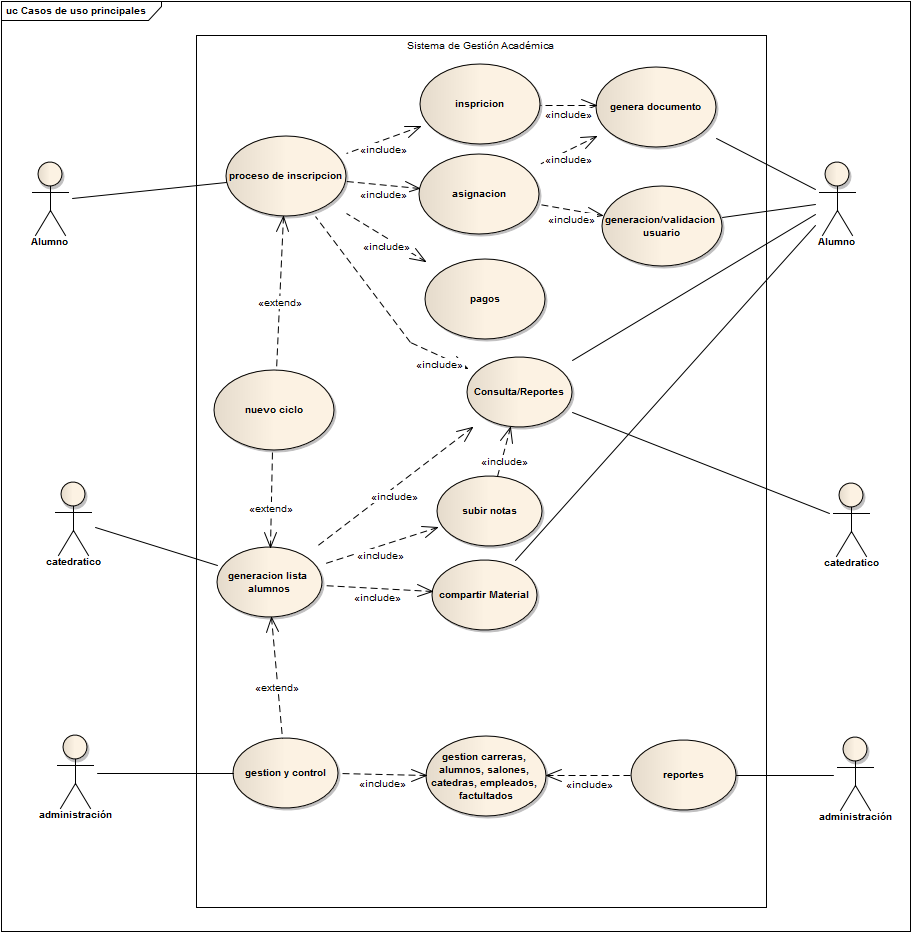 uc Casos de uso principales
Sistema de Gestión Académica
inspricion
genera documento
«include»
«include»
«include»
proceso de inscripcion
asignacion
«include»
generacion/validacion
usuario
«include»
Alumno
Alumno
«include»
pagos
«extend»
«include»
Consulta/Reportes
nuevo ciclo
«include»
«include»
«extend»
subir notas
catedratico
catedratico
«include»
generacion lista
alumnos
compartir Material
«include»
«extend»
gestion y control
gestion carreras,
alumnos, salones,
catedras, empleados,
factultados
reportes
«include»
«include»
administración
administración